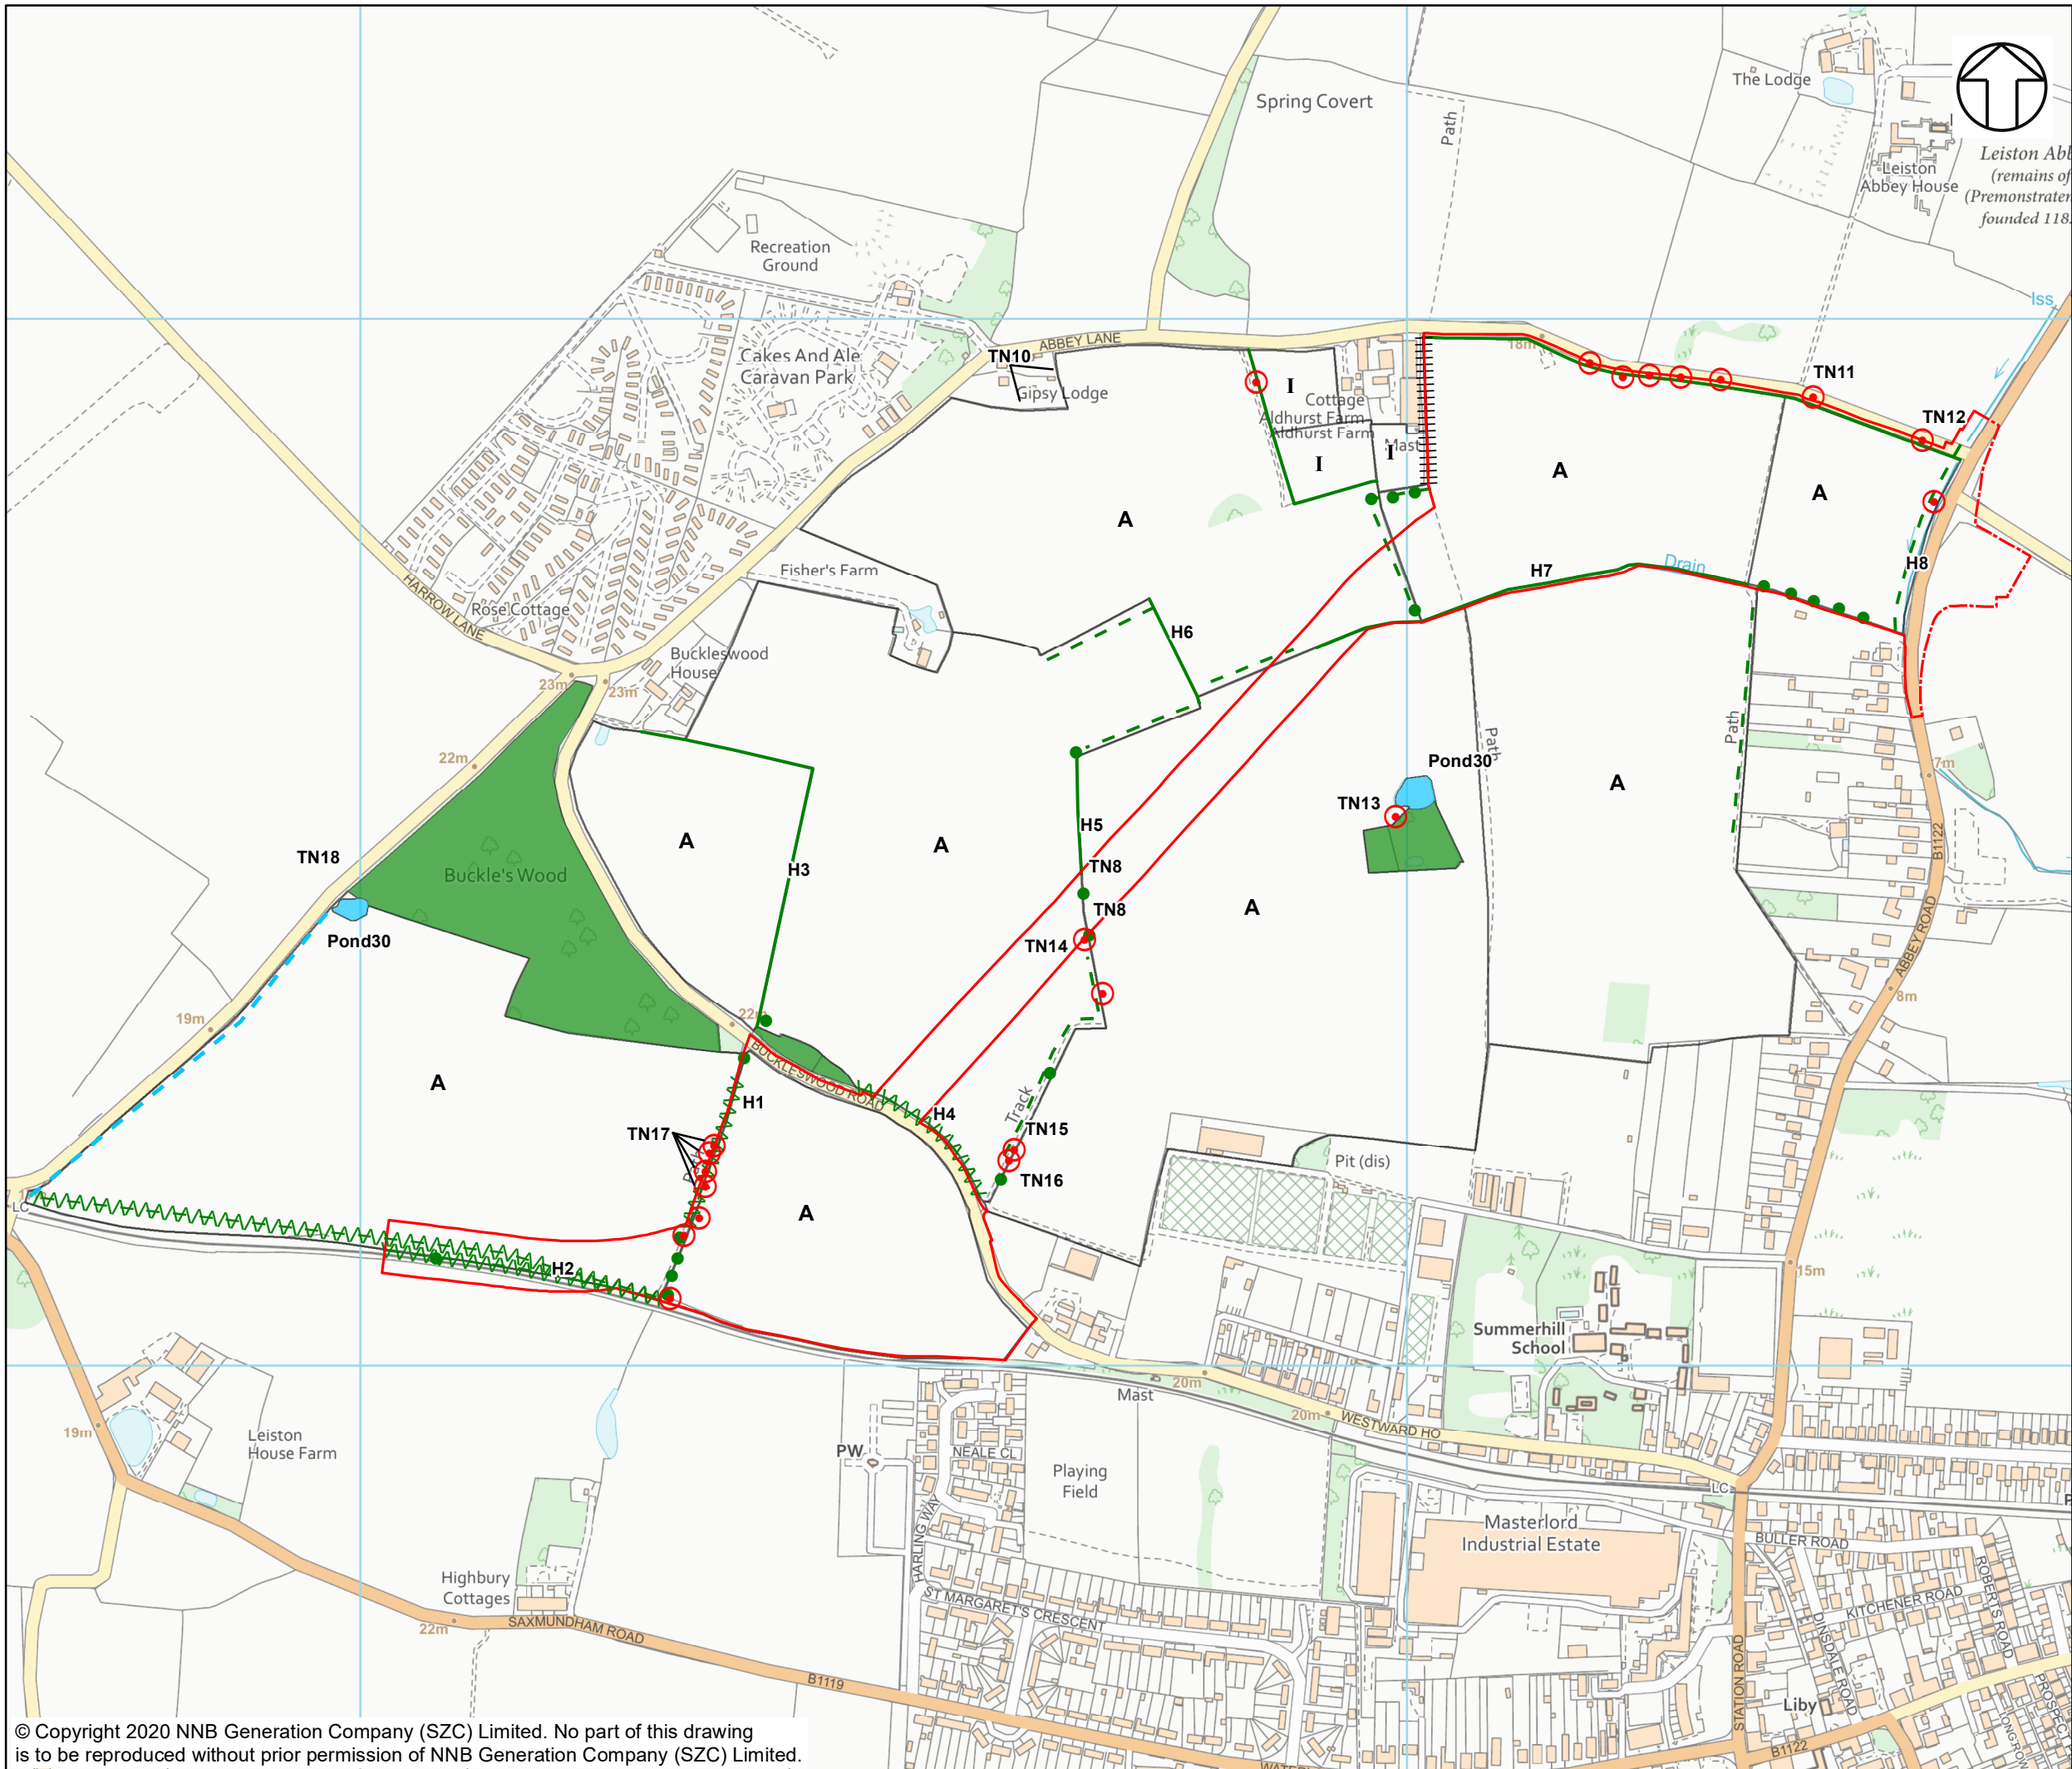 Spring Covert
Path
The Lodge
Leiston
Abbey House
Leiston Abb
(remains of
(Premonstraten
founded 118
Recreation
Ground
Iss
ABBEY LANE
TN10
Gipsy Lodge
Cakes And Ale
Caravan Park
I
Cottage
Aldhurst Farm
Aldhurst Farm
Mast
I
I
18m
TN11
TN12
A
A
A
H8
H7
Drain
Fisher's Farm
HARROW LANE
Rose Cottage
Buckleswood
House
H6
23m
23m
22m
Path
Path
Pond30
TN13
7m
A
A
A
H5
H3
TN8
TN8
TN14
A
B1122
TN18
Buckle's Wood
Pond30
ABBEY ROAD
8m
19m
22m
BUCKLESWOOD ROAD
A
H1
H4
Track
TN15
TN16
TN17
Pit (dis)
A
LC
H2
15m
Summerhill
School
Mast
20m
20m
WESTWARD HO
19m
Leiston
House Farm
PW
NEALE CL
Playing
Field
HARLING WAY
LC
Masterlord
Industrial Estate
BULLER ROAD
Highbury
Cottages
ST MARGARET'S CRESCENT
KITCHENER ROAD
ROBERTS ROAD
DINSDALE ROAD
22m
SAXMUNDHAM ROAD
B1119
STATION ROAD
Liby
PROSPEC
B1122
© Copyright 2020 NNB Generation Company (SZC) Limited. No part of this drawing
is to be reproduced without prior permission of NNB Generation Company (SZC) Limited.